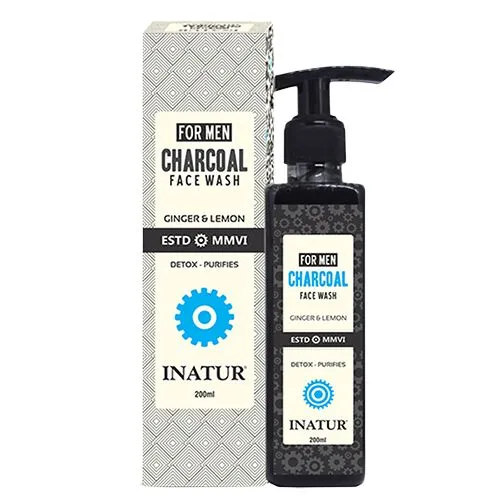 FOR MEN
CHARCOAL
FACE WASH
GINGER & LEMON
ESTD MMVI
DETOX - PURIFIES
INATUR®
200ml
FOR MEN
CHARCOAL
FACE WASH
GINGER & LEMON
ESTD MMVI
DETOX - PURIFIES
INATUR®
200ml